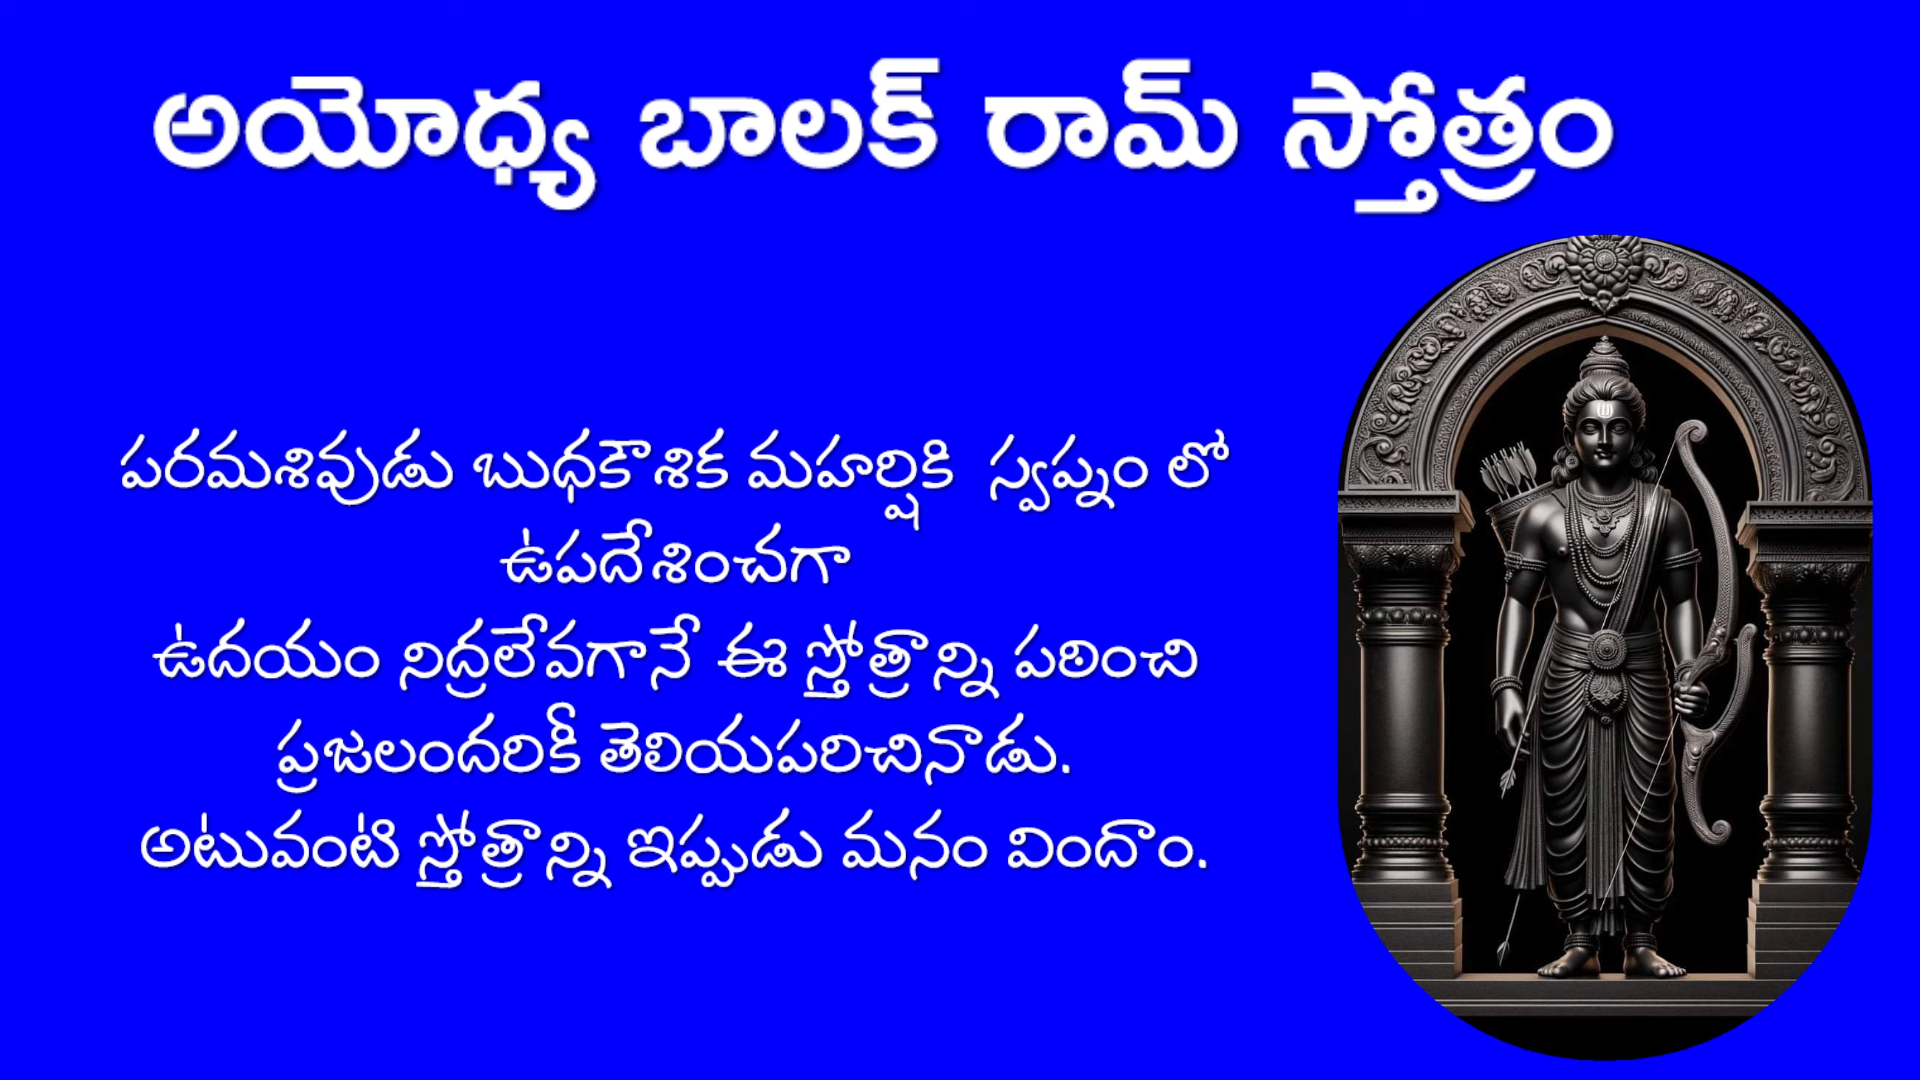 అయోధ్య బాలక్ రామ్ స్తోత్రం
పరమశివుడు బుధకౌశిక మహర్షికి స్వప్నం లో
ఉపదేశించగా
ఉదయం నిద్రలేవగానే ఈ స్తోత్రాన్ని పఠించి
ప్రజలందరికీ తెలియపరిచినాడు.
అటువంటి స్తోత్రాన్ని ఇప్పుడు మనం విందాం.